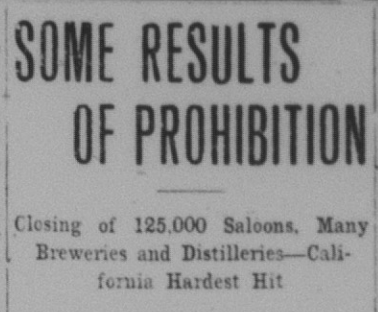 SOME RESULTS
OF PROHIBITION
Closing of 125,000 Saloons, Many
Breweries and Distilleries—Cali-
fornia Hardest Hit